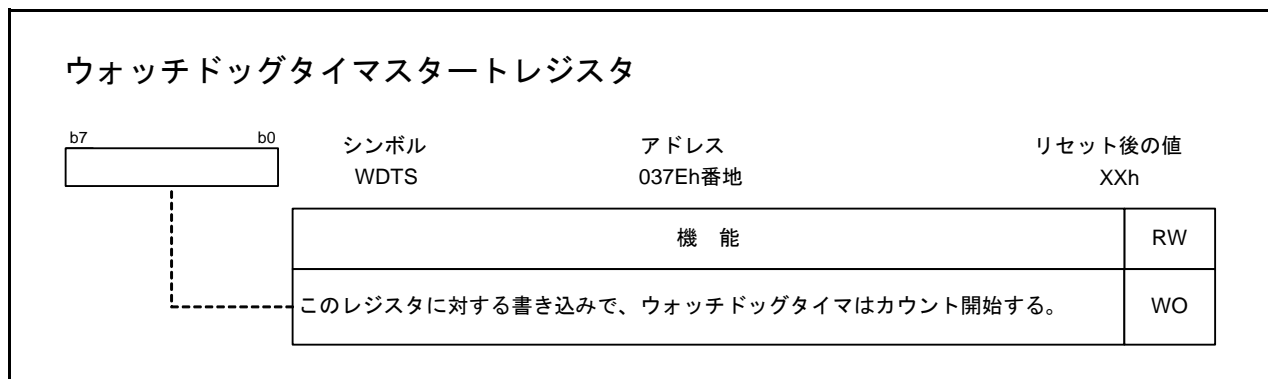 ウォッチドッグタイマスタートレジスタ
b7 b0
シンボル アドレス リセット後の値
WDTS 037Eh番地 XXh
機 能 RW
このレジスタに対する書き込みで、ウォッチドッグタイマはカウント開始する。 WO